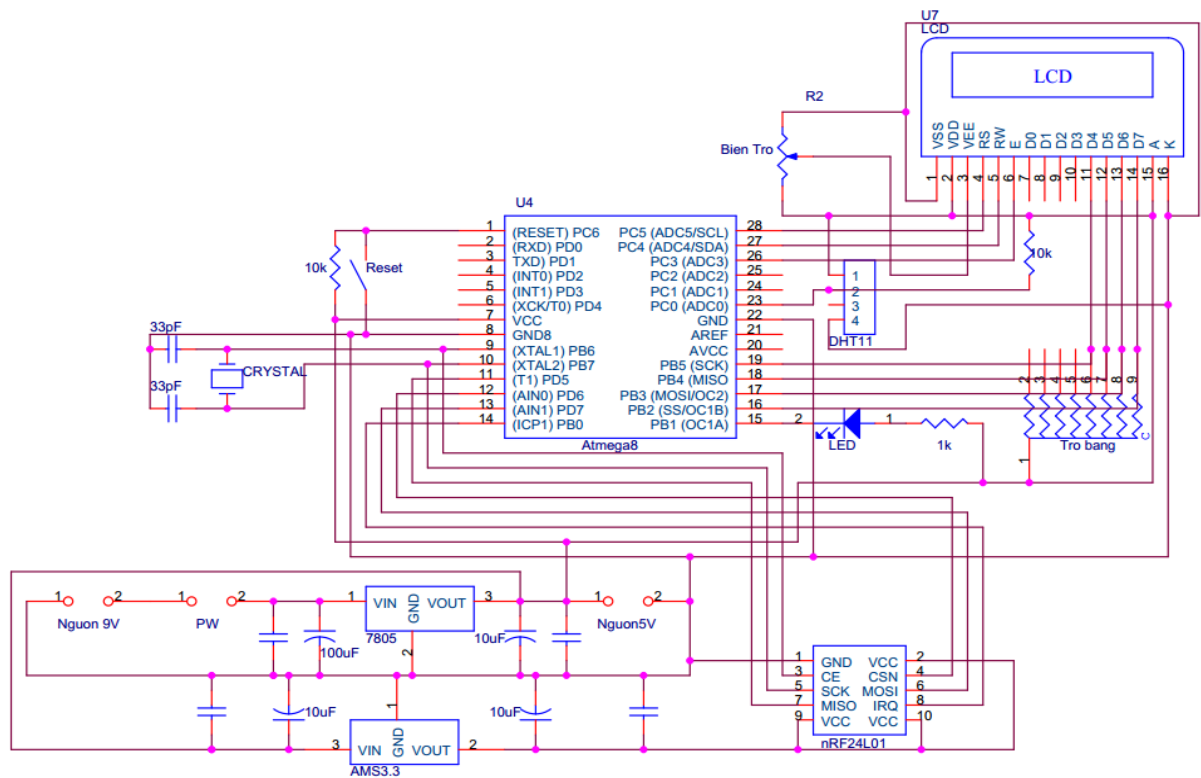 U7
LCD
LCD
VSS VDD VEE RS RW E D0 D1 D2 D3 D4 D5 D6 D7 A K
1 2 3 4 5 6 7 8 9 10 11 12 13 14 15 16
R2
Bien Tro
U4
1 (RESET) PC6 PC5 (ADC5/SCL) 28
2 (RXD) PD0 PC4 (ADC4/SDA) 27
3 TXD) PD1 PC3 (ADC3) 26
4 (INT0) PD2 PC2 (ADC2) 25
5 (INT1) PD3 PC1 (ADC1) 24
6 (XCK/T0) PD4 PC0 (ADC0) 23
7 VCC GND 22
8 GND8 AREF 21
9 (XTAL1) PB6 AVCC 20
10 (XTAL2) PB7 PB5 (SCK) 19
11 (T1) PD5 PB4 (MISO 18
12 (AIN0) PD6 PB3 (MOSI/OC2) 17
13 (AIN1) PD7 PB2 (SS/OC1B) 16
14 (ICP1) PB0 PB1 (OC1A) 15
Atmega8
10k
Reset
33pF
CRYSTAL
33pF
10k
1
2
3
4
DHT11
2 3 4 5 6 7 8 9
C
1
Tro bang
2 1
LED
1k
1 2
Nguon 9V
1 2
PW
1 VIN GND VOUT 3
7805
2
100uF
10uF
1 2
Nguon5V
10uF
1
3 VIN GND VOUT 2
AMS3.3
10uF
1 GND VCC 2
3 CE CSN 4
5 SCK MOSI 6
7 MISO IRQ 8
9 VCC VCC 10
nRF24L01